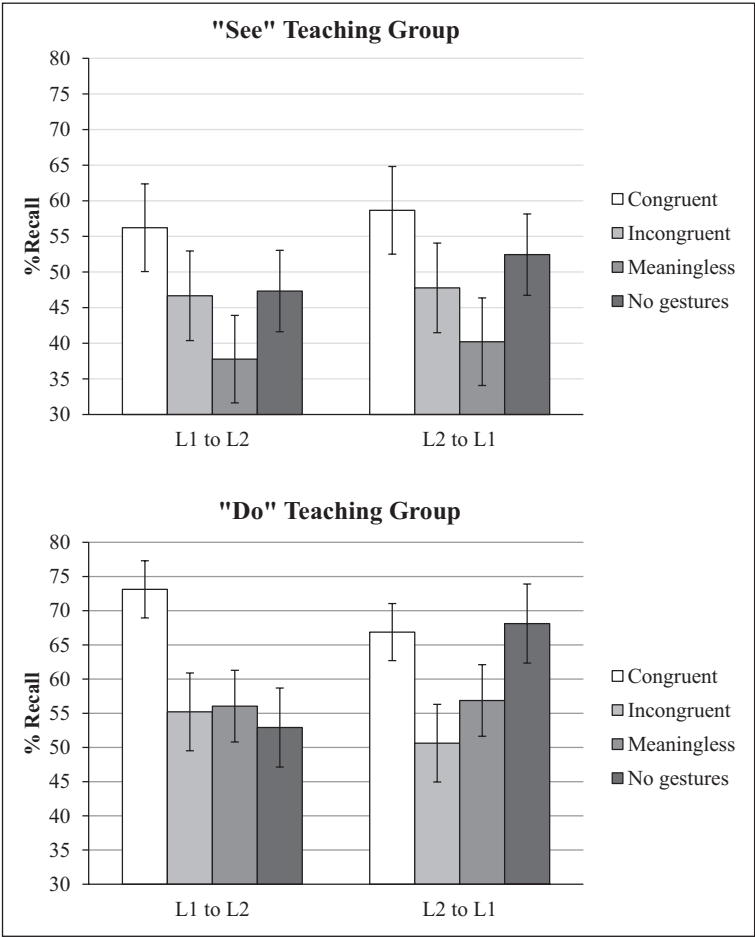 "See" Teaching Group
80
75
70
65
60
55
50
45
40
35
30
%Recall
L1 to L2
L2 to L1
Congruent
Incongruent
Meaningless
No gestures
"Do" Teaching Group
80
75
70
65
60
55
50
45
40
35
30
% Recall
L1 to L2
L2 to L1
Congruent
Incongruent
Meaningless
No gestures